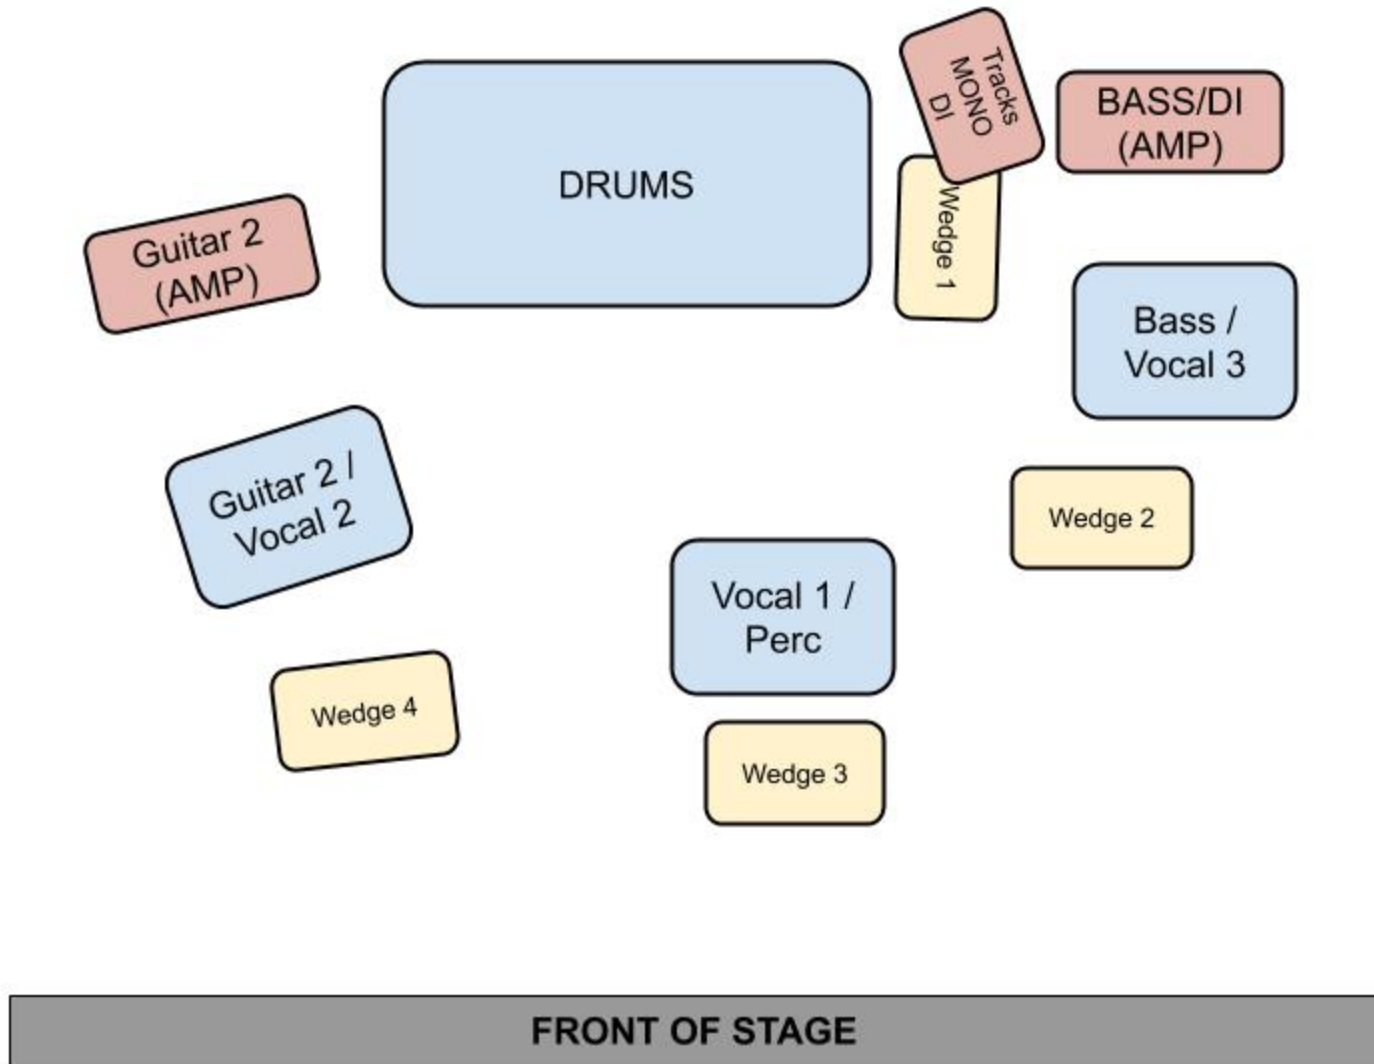 Tracks
MONO
DI
BASS/DI
(AMP)
DRUMS
Wedge 1
Guitar 2
(AMP)
Bass /
Vocal 3
Guitar 2 /
Vocal 2
Wedge 2
Vocal 1 /
Perc
Wedge 4
Wedge 3
FRONT OF STAGE